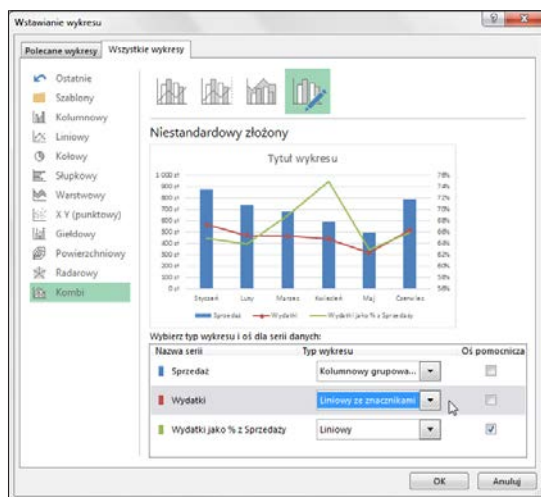 Wstawianie wykresu
Polecane wykresy Wszystkie wykresy
Ostatnie
Szablony
Kolumnowy
Liniowy
Kołowy
Słupkowy
Warstwowy
X Y (punktowy)
Giełdowy
Powierzchniowy
Radarowy
Kombi
Niestandardowy złożony
Tytuł wykresu
1 000 zł 76%
900 zł 74%
800 zł 72%
700 zł 70%
600 zł 68%
500 zł 66%
400 zł 64%
300 zł 62%
200 zł 60%
100 zł 58%
0 zł 56%
Styczeń Luty Marzec Kwiecień Maj Czerwiec
Sprzedaż Wydatki Wydatki jako % z Sprzedaży
Wybierz typ wykresu i oś dla serii danych:
Nazwa serii Typ wykresu Oś pomocnicza
Sprzedaż Kolumnowy grupowa...
Wydatki Liniowy ze znacznikami
Wydatki jako % z Sprzedaży Liniowy
OK Anuluj